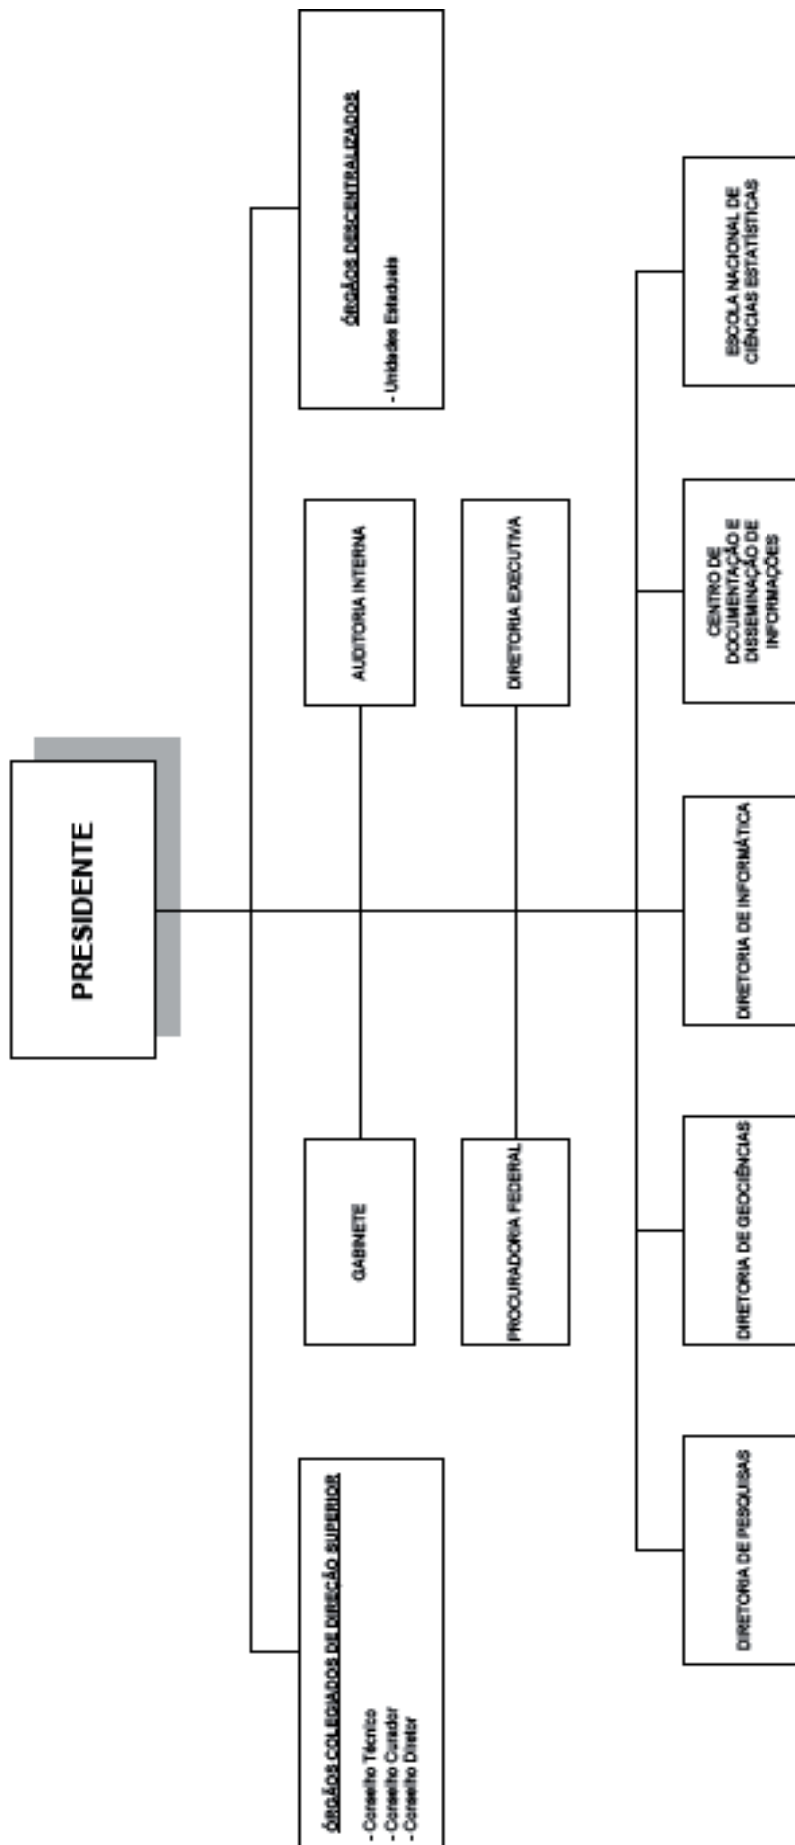 PRESIDENTE
ÓRGÃOS COLEGIADOS DE DIREÇÃO SUPERIOR
- Conselho Técnico
- Conselho Curador
- Conselho Diretor
GABINETE
AUDITORIA INTERNA
ÓRGÃOS DESCENTRALIZADOS
- Unidades Estaduais
PROCURADORIA FEDERAL
DIRETORIA EXECUTIVA
DIRETORIA DE PESQUISAS
DIRETORIA DE GEOCIÊNCIAS
DIRETORIA DE INFORMÁTICA
CENTRO DE
DOCUMENTAÇÃO E
DISSEMINAÇÃO DE
INFORMAÇÕES
ESCOLA NACIONAL DE
CIÊNCIAS ESTATÍSTICAS